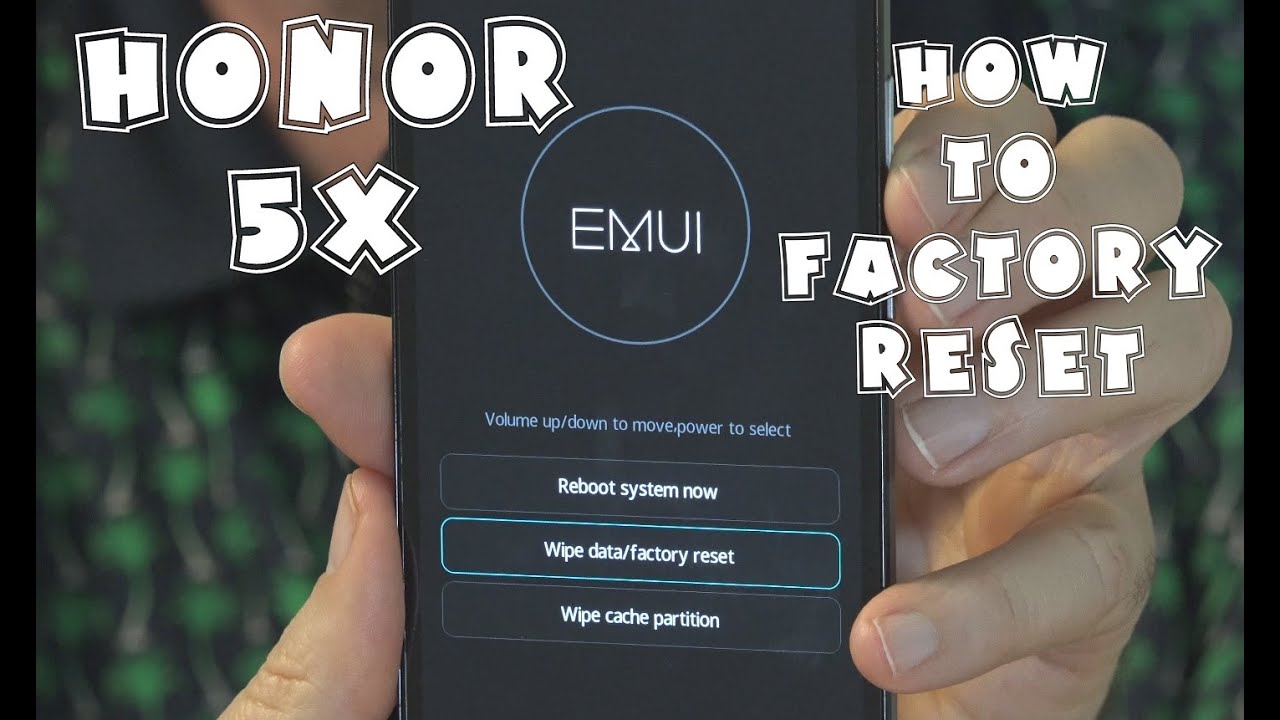 HONOR
5X
HOW
TO
FACTORY
RESET
EMUI
Volume up/down to move,power to select
Reboot system now
Wipe data/factory reset
Wipe cache partition